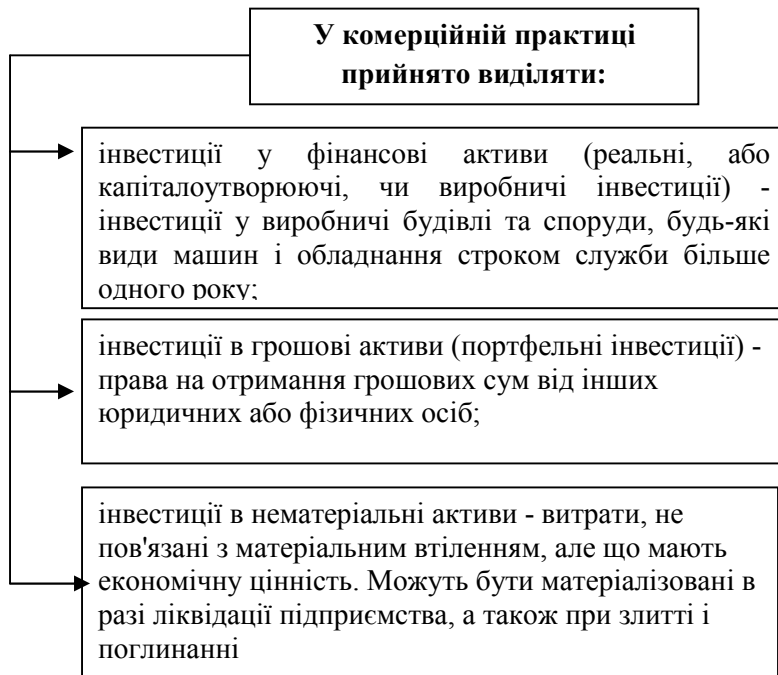 У комерційній практиці
прийнято виділяти:
інвестиції у фінансові активи (реальні, або
капіталоутворюючі, чи виробничі інвестиції) -
інвестиції у виробничі будівлі та споруди, будь-які
види машин і обладнання строком служби більше
одного року;
інвестиції в грошові активи (портфельні інвестиції) -
права на отримання грошових сум від інших
юридичних або фізичних осіб;
інвестиції в нематеріальні активи - витрати, не
пов'язані з матеріальним втіленням, але що мають
економічну цінність. Можуть бути матеріалізовані в
разі ліквідації підприємства, а також при злитті і
поглинанні